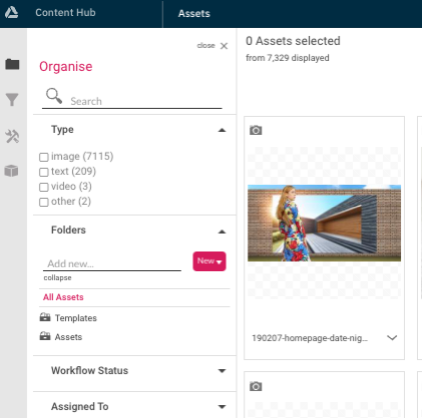 Content Hub
Assets
close ×
Organise
Search
Type
image (7115)
text (209)
video (3)
other (2)
Folders
Add new...
New
collapse
All Assets
Templates
Assets
Workflow Status
Assigned To
0 Assets selected
from 7,329 displayed
190207-homepage-date-nig...